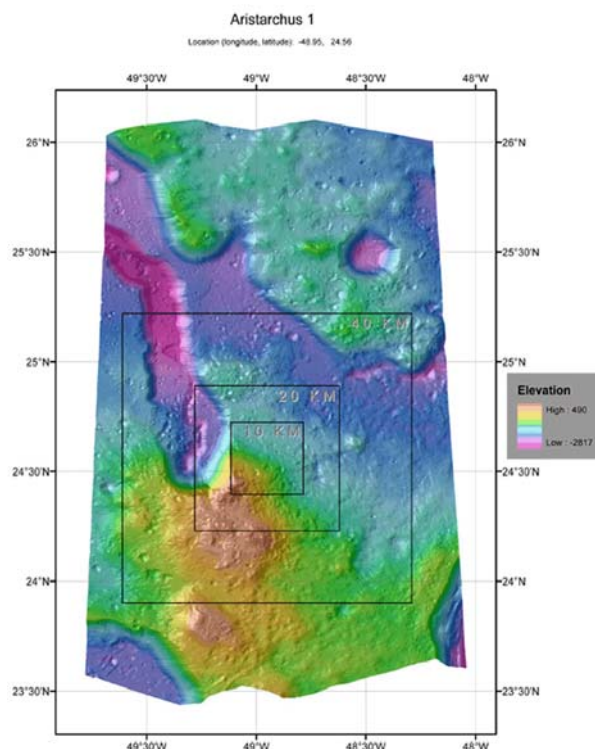 Aristarchus 1
Location (longitude, latitude): -48.95, 24.56
49°30'W 49°W 48°30'W 48°W
26°N 26°N
25°30'N 25°30'N
40 KM
25°N 25°N
20 KM
Elevation
High : 490
Low : -2817
10 KM
24°30'N 24°30'N
24°N 24°N
23°30'N 23°30'N
49°30'W 49°W 48°30'W 48°W